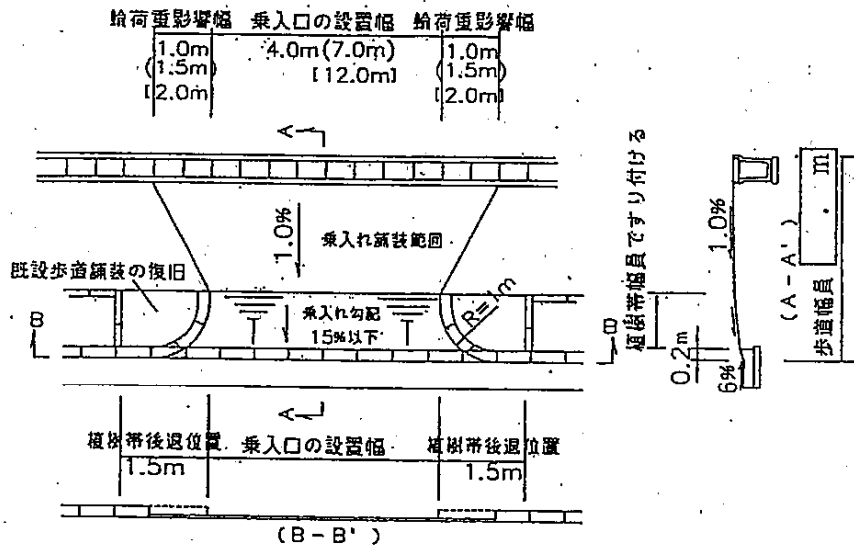 輪荷重影響幅 乗入口の設置幅 輪荷重影響幅
1.0m 4.0m(7.0m) 1.0m
(1.5m) [12.0m] (1.5m)
[2.0m] [2.0m]
A
1.0%
乗入れ舗装範囲
既設歩道舗装の復旧
B
乗入れ勾配
15%以下
R=1m
B
A
植樹帯後退位置 乗入口の設置幅 植樹帯後退位置
1.5m 1.5m
(B-B')
植樹帯幅員ですり付ける
0.2m
1.0%
6%
(A-A')
歩道幅員
m